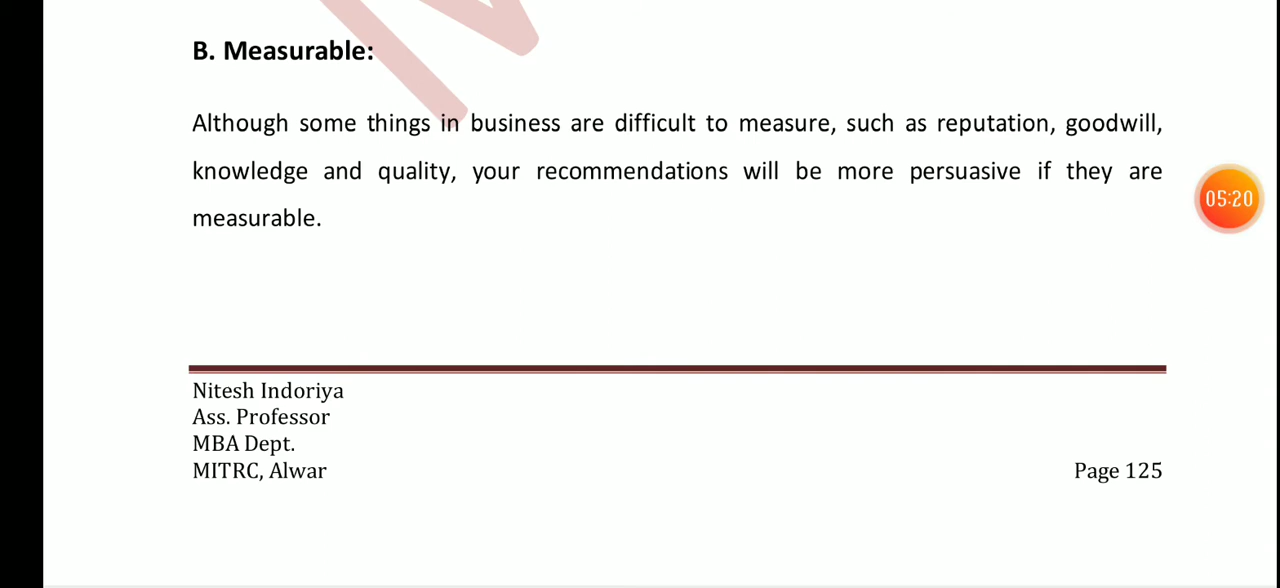 B. Measurable:
Although some things in business are difficult to measure, such as reputation, goodwill,
knowledge and quality, your recommendations will be more persuasive if they are
measurable.
05:20
Nitesh Indoriya
Ass. Professor
MBA Dept.
MITRC, Alwar
Page 125